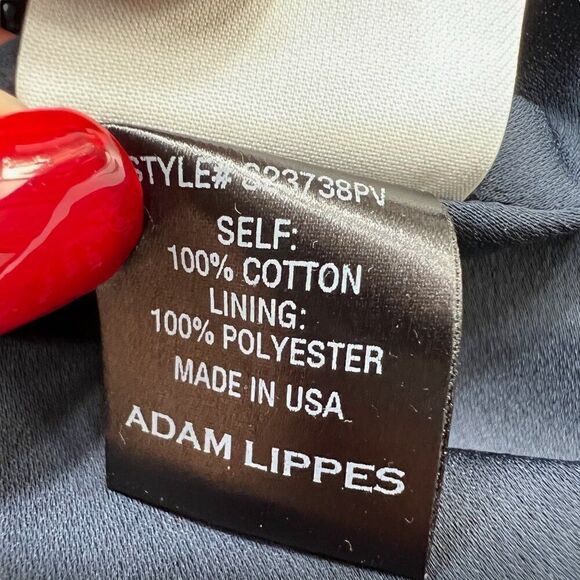 STYLE# S23738PV
SELF:
100% COTTON
LINING:
100% POLYESTER
MADE IN USA
ADAM LIPPES